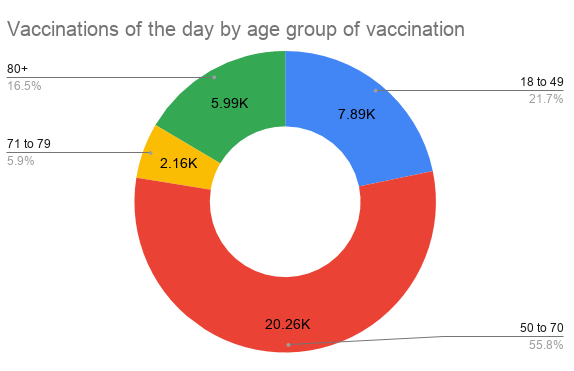 Vaccinations of the day by age group of vaccination
80+
16.5%
18 to 49
21.7%
5.99K
7.89K
71 to 79
5.9%
2.16K
20.26K
50 to 70
55.8%